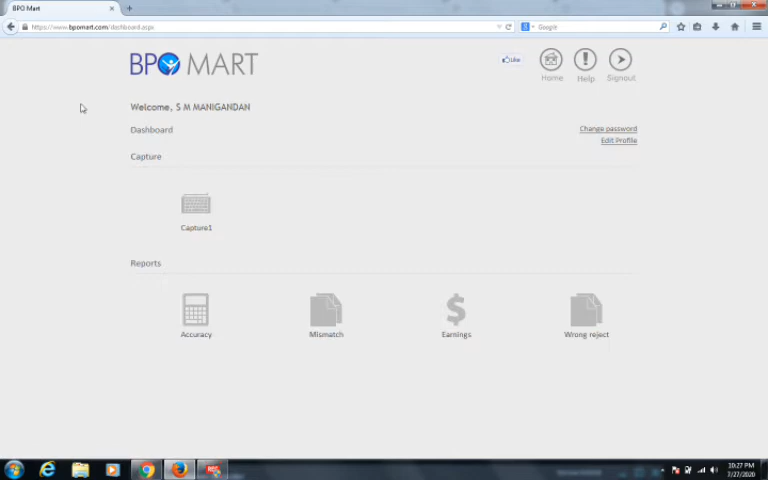 BPO Mart
https://www.bpomart.com/dashboard.aspx
Google
BPO MART
Like
Home
Help
Signout
Welcome, S M MANIGANDAN
Dashboard
Change password
Edit Profile
Capture
Capture1
Reports
Accuracy
Mismatch
Earnings
Wrong reject
10:27 PM
7/27/2020